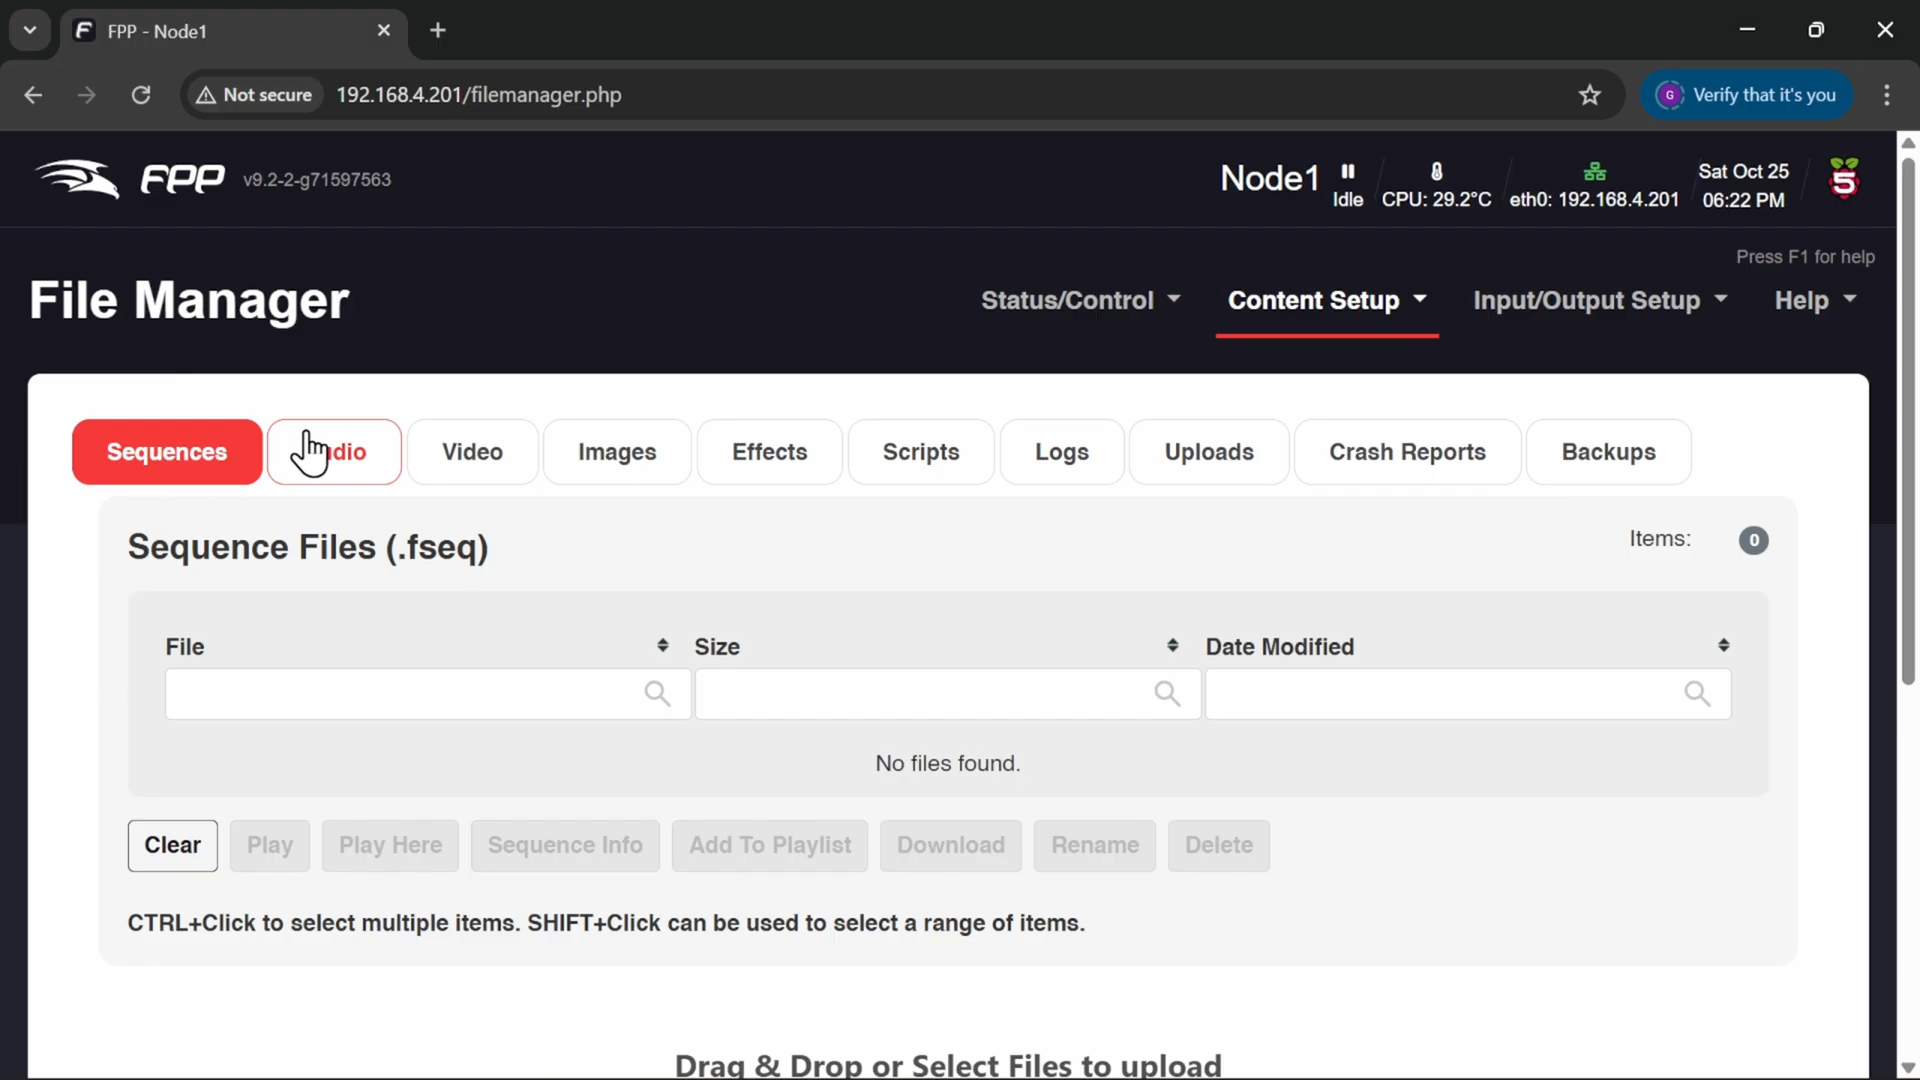 FPP - Node1
Not secure
192.168.4.201/filemanager.php
G
Verify that it's you
FPP
v9.2-2-g71597563
Node1
Idle
CPU: 29.2°C
eth0: 192.168.4.201
Sat Oct 25
06:22 PM
5
Press F1 for help
File Manager
Status/Control
Content Setup
Input/Output Setup
Help
Sequences
dio
Video
Images
Effects
Scripts
Logs
Uploads
Crash Reports
Backups
Sequence Files (.fseq)
Items:
0
File
Size
Date Modified
No files found.
Clear
Play
Play Here
Sequence Info
Add To Playlist
Download
Rename
Delete
CTRL+Click to select multiple items. SHIFT+Click can be used to select a range of items.
Drag & Drop or Select Files to upload